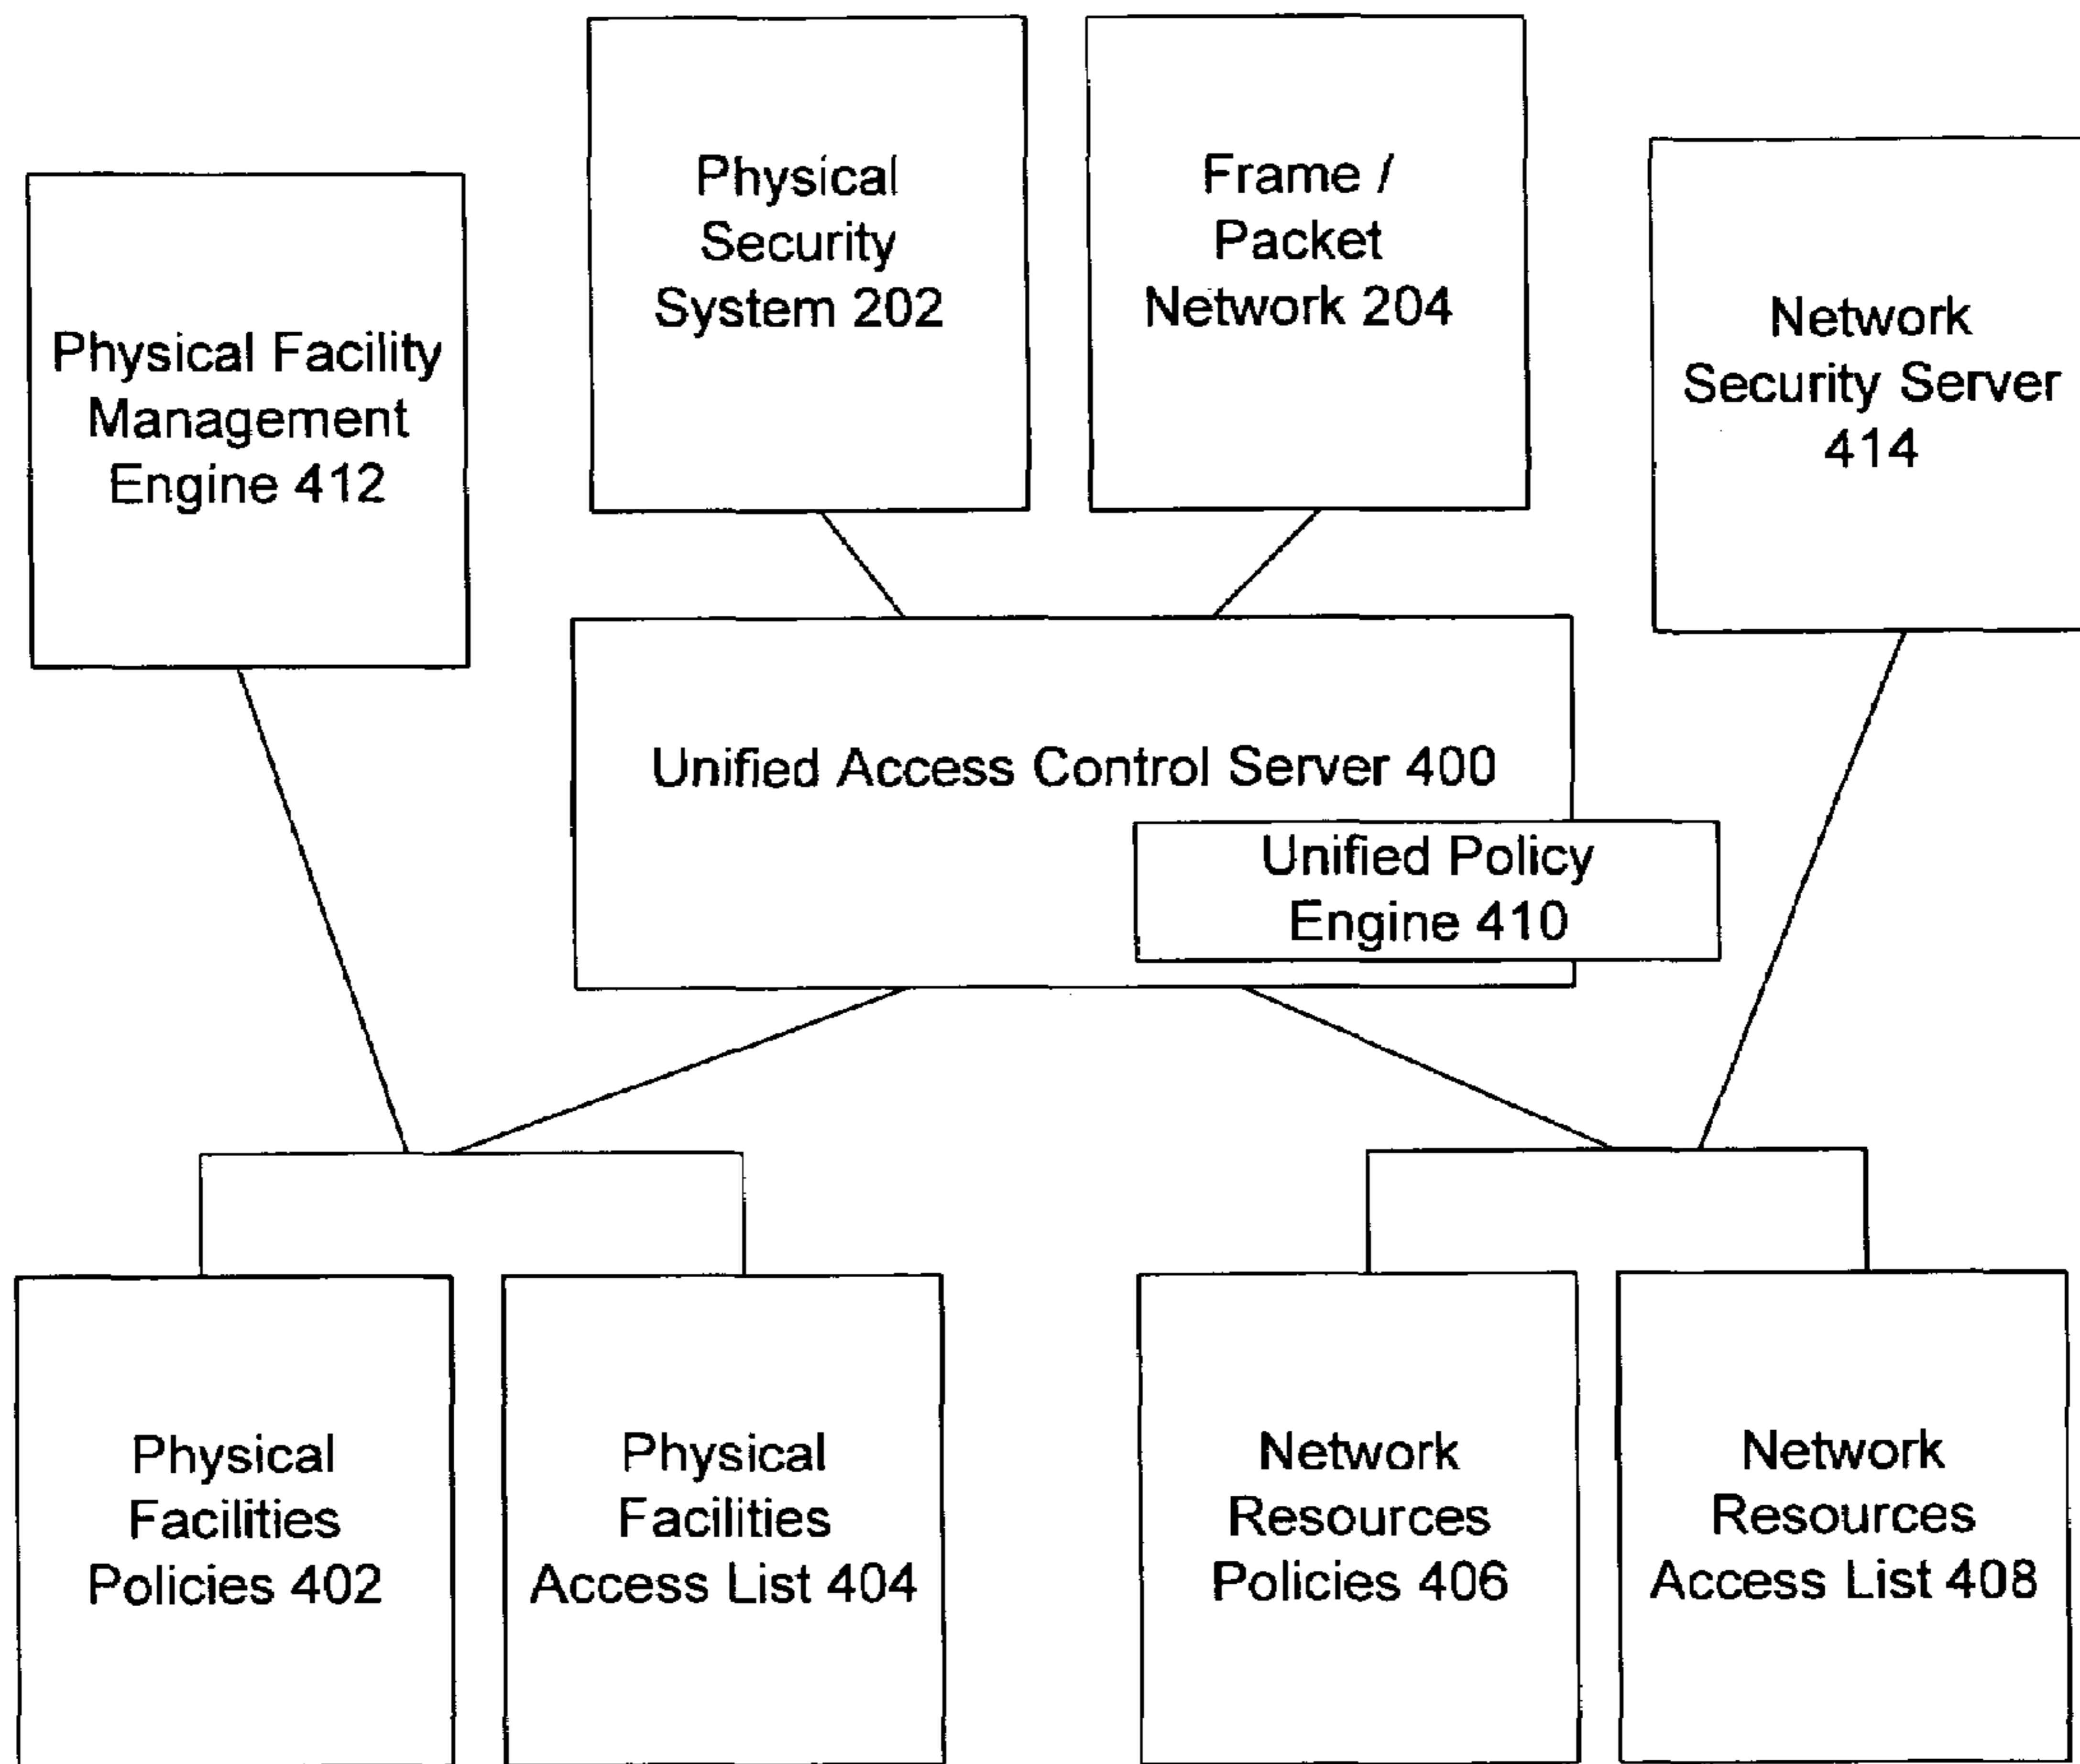 Physical
Security
System 202
Frame /
Packet
Network 204
Physical Facility
Management
Engine 412
Network
Security Server
414
Unified Access Control Server 400
Unified Policy
Engine 410
Physical
Facilities
Policies 402
Physical
Facilities
Access List 404
Network
Resources
Policies 406
Network
Resources
Access List 408